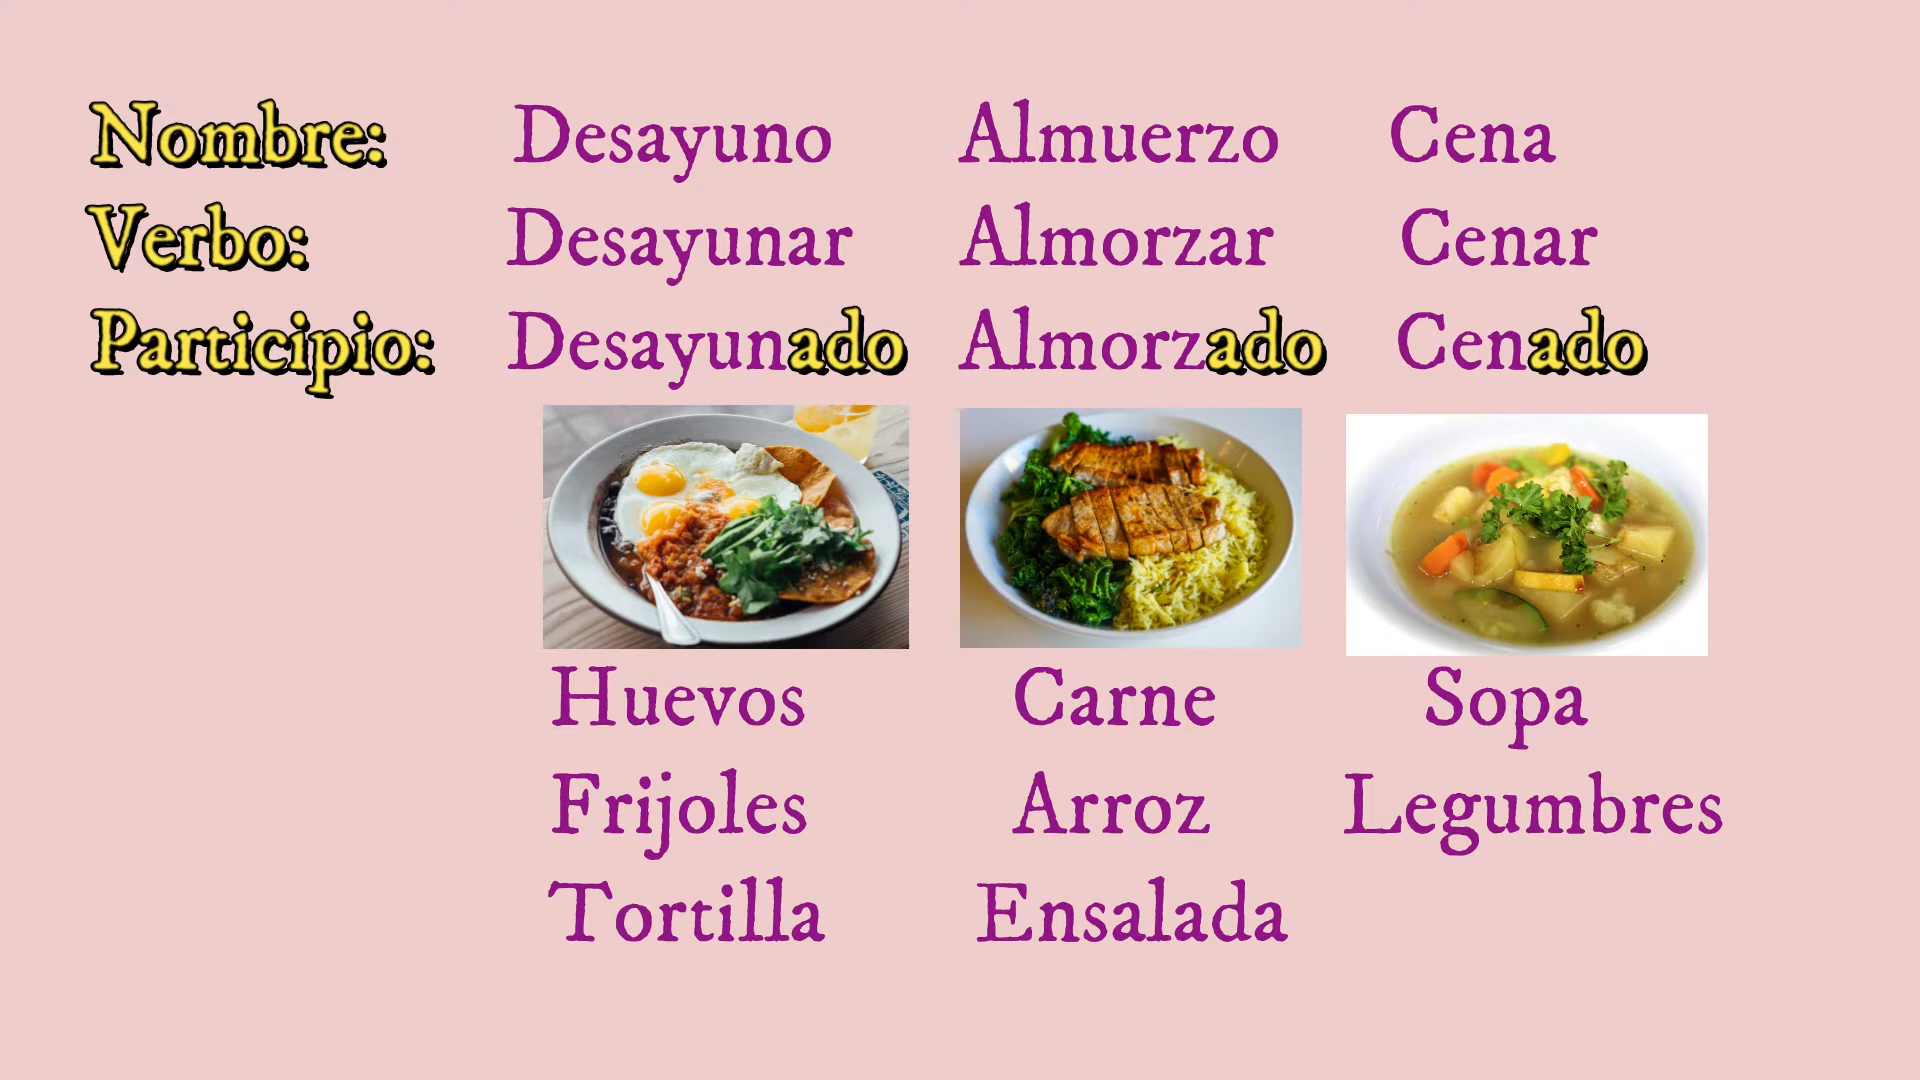 Nombre: Desayuno Almuerzo Cena
Verbo: Desayunar Almorzar Cenar
Participio: Desayunado Almorzado Cenado
Huevos Carne Sopa
Frijoles Arroz Legumbres
Tortilla Ensalada